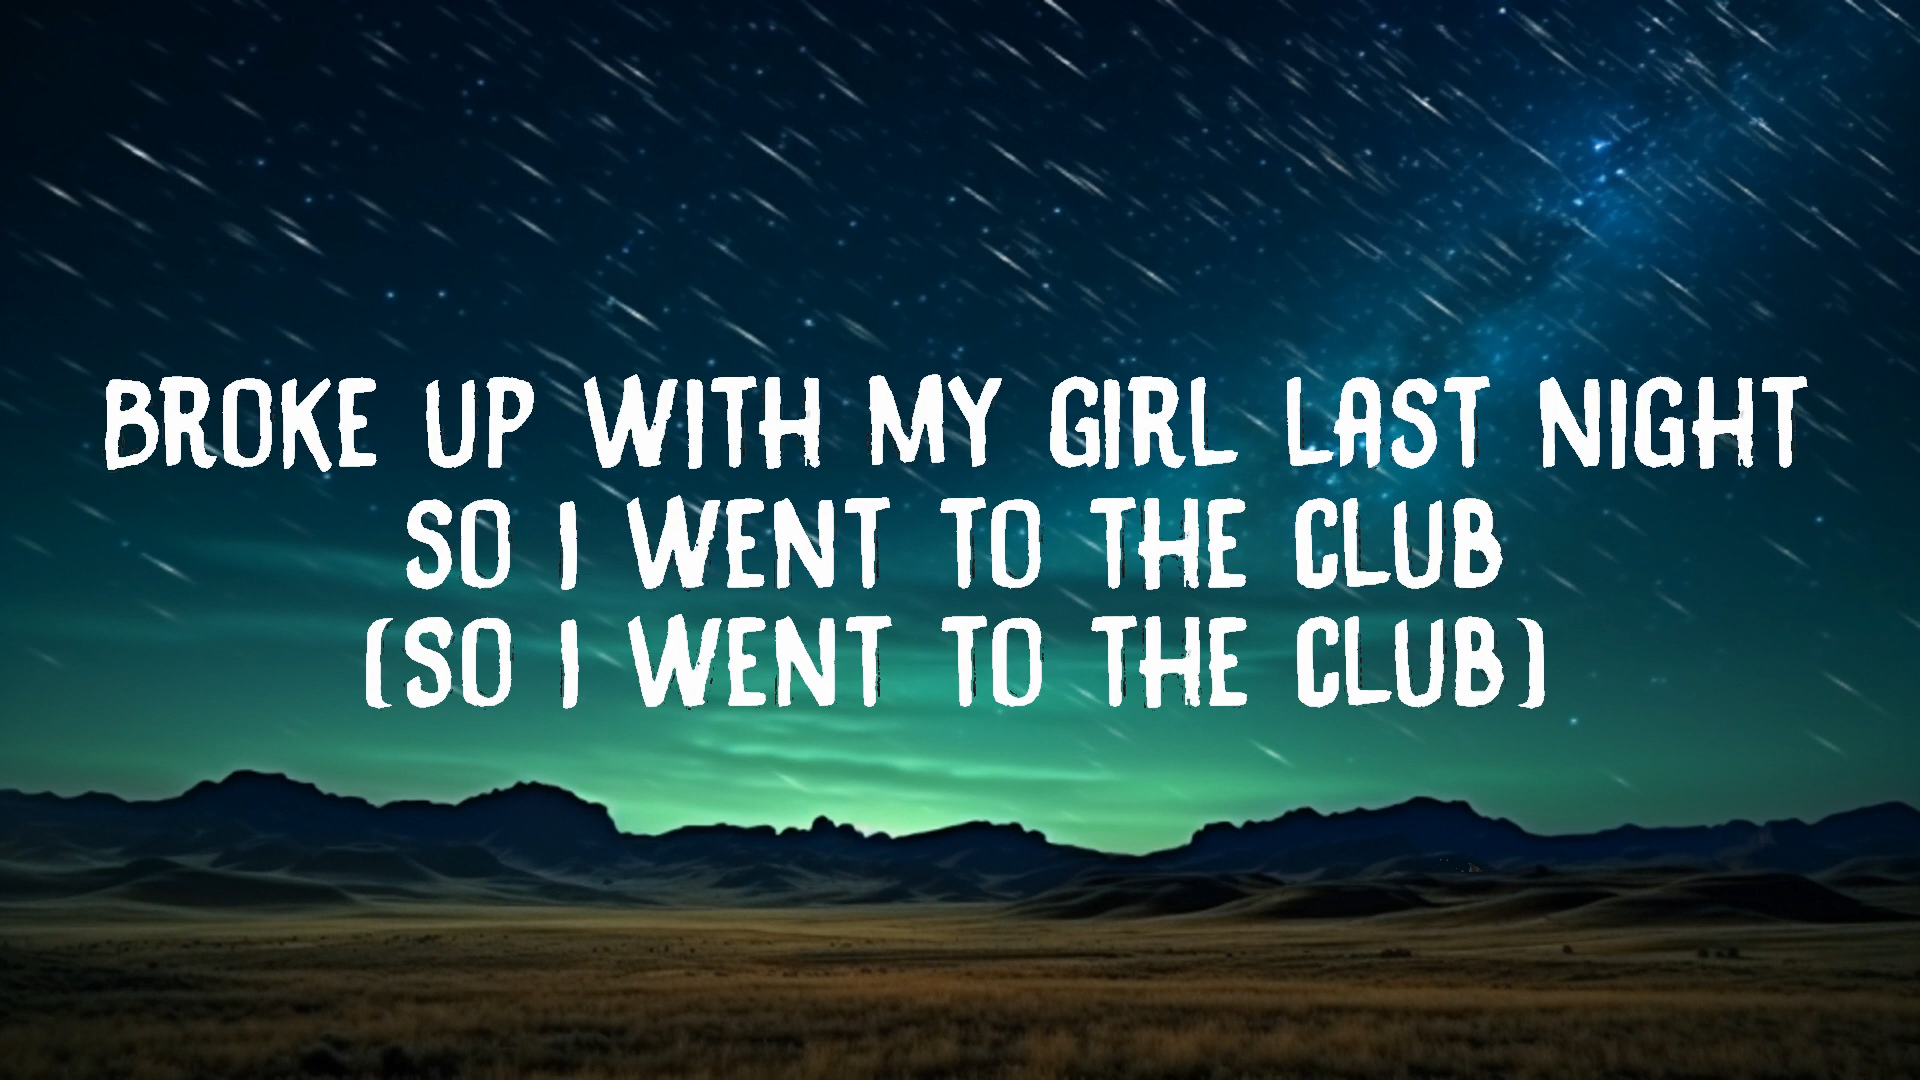 BROKE UP WITH MY GIRL LAST NIGHT
SO I WENT TO THE CLUB
(SO I WENT TO THE CLUB)